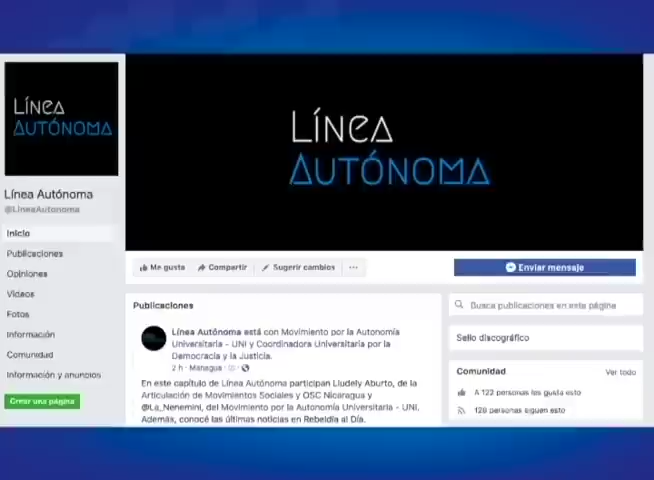 LÍNEA
AUTÓNOMA
LÍNEA
AUTÓNOMA
Línea Autónoma
@LineaAutonoma
Inicio
Publicaciones
Opiniones
Videos
Fotos
Información
Comunidad
Información y anuncios
Crear una página
Me gusta
Compartir
Sugerir cambios
Enviar mensaje
Publicaciones
Línea Autónoma está con Movimiento por la Autonomía
Universitaria - UNI y Coordinadora Universitaria por la
Democracia y la Justicia.
2 h · Managua ·
En este capítulo de Línea Autónoma participan Lludely Aburto, de la
Articulación de Movimientos Sociales y OSC Nicaragua y
@La_Nenemini, del Movimiento por la Autonomía Universitaria - UNI.
Además, conocé las últimas noticias en Rebeldía al Día.
Busca publicaciones en esta página
Sello discográfico
Comunidad
Ver todo
A 122 personas les gusta esto
128 personas siguen esto